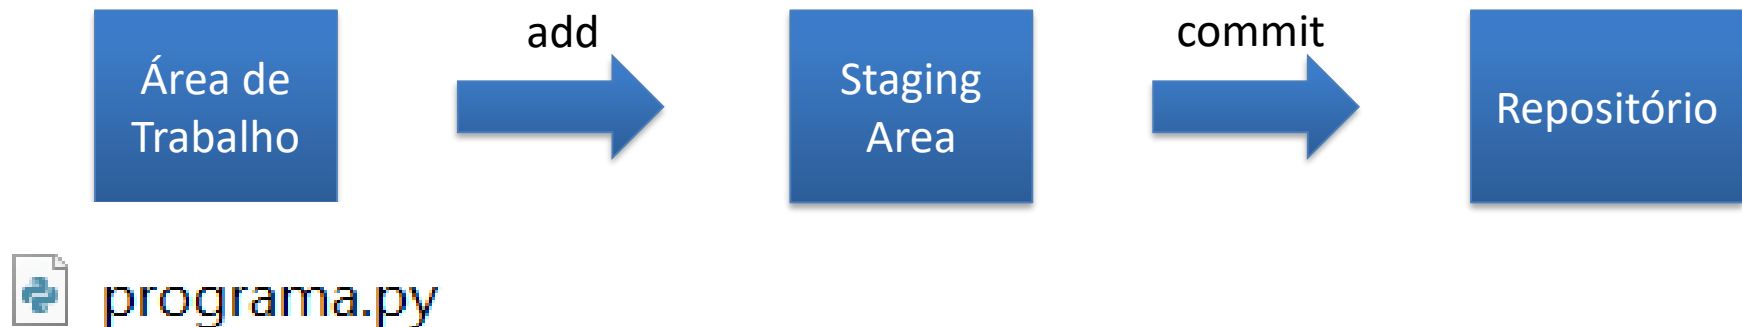 Área de
Trabalho
add
Staging
Area
commit
Repositório
programa.py